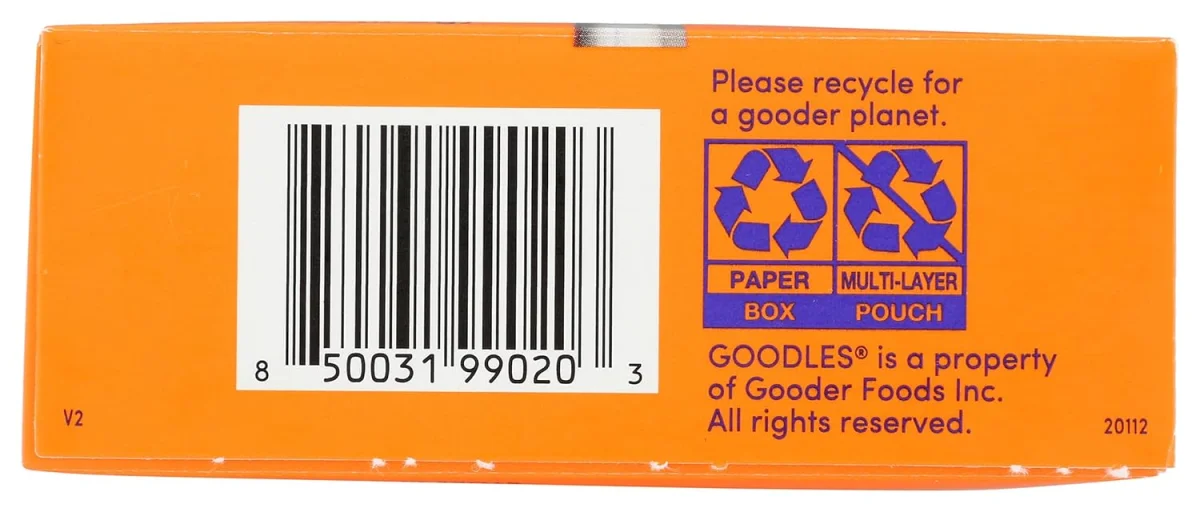 8 50031 99020 3
V2
Please recycle for
a gooder planet.
PAPER
BOX
MULTI-LAYER
POUCH
GOODLES® is a property
of Gooder Foods Inc.
All rights reserved.
20112